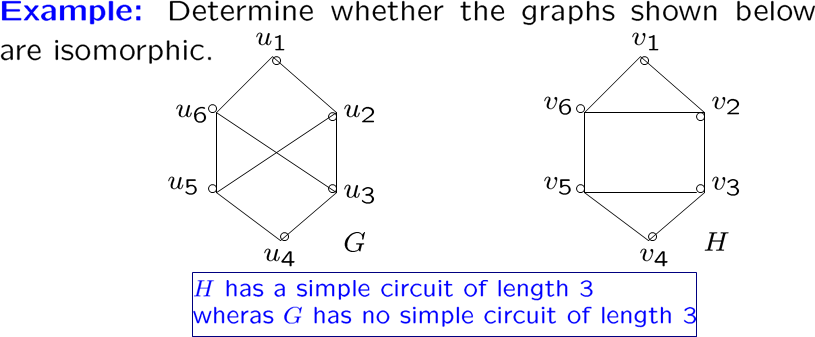 Example: Determine whether the graphs shown below
are isomorphic.
u1 v1
u6 u2 v6 v2
u5 u3 v5 v3
u4 G v4 H
H has a simple circuit of length 3
wheras G has no simple circuit of length 3